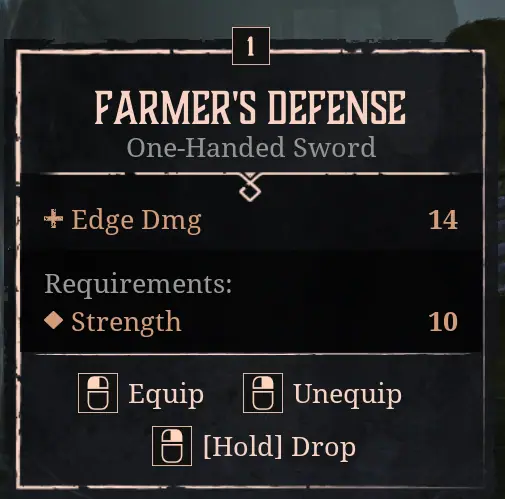 1
FARMER'S DEFENSE
One-Handed Sword
Edge Dmg 14
Requirements:
Strength 10
Equip Unequip
[Hold] Drop